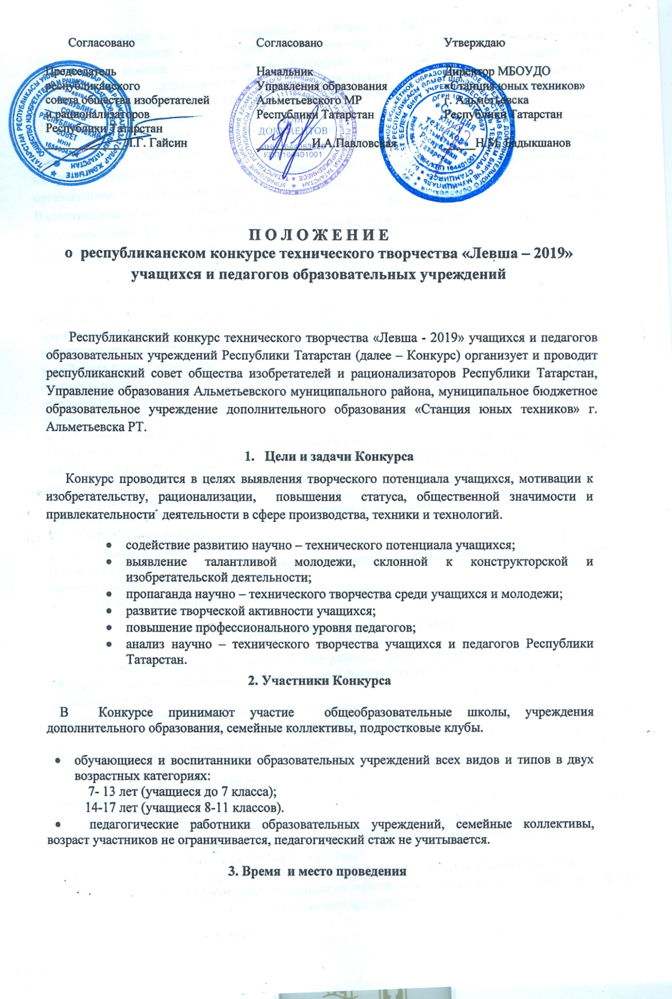 Согласовано
Председатель
республиканского
совета общества изобретателей
и рационализаторов
Республики Татарстан
Л.Г. Гайсин
Согласовано
Начальник
Управления образования
Альметьевского МР
Республики Татарстан
И.А.Павловская
ДЛЯ
ДОКУМЕНТОВ
КПП 164401001
Утверждаю
Директор МБОУДО
«Станция юных техников»
г. Альметьевска
Республики Татарстан
Н.М. Бадыкшанов
П О Л О Ж Е Н И Е
о республиканском конкурсе технического творчества «Левша – 2019»
учащихся и педагогов образовательных учреждений
Республиканский конкурс технического творчества «Левша - 2019» учащихся и педагогов
образовательных учреждений Республики Татарстан (далее – Конкурс) организует и проводит
республиканский совет общества изобретателей и рационализаторов Республики Татарстан,
Управление образования Альметьевского муниципального района, муниципальное бюджетное
образовательное учреждение дополнительного образования «Станция юных техников» г.
Альметьевска РТ.
1. Цели и задачи Конкурса
Конкурс проводится в целях выявления творческого потенциала учащихся, мотивации к
изобретательству, рационализации, повышения статуса, общественной значимости и
привлекательности деятельности в сфере производства, техники и технологий.
• содействие развитию научно – технического потенциала учащихся;
• выявление талантливой молодежи, склонной к конструкторской и
изобретательской деятельности;
• пропаганда научно – технического творчества среди учащихся и молодежи;
• развитие творческой активности учащихся;
• повышение профессионального уровня педагогов;
• анализ научно – технического творчества учащихся и педагогов Республики
Татарстан.
2. Участники Конкурса
В Конкурсе принимают участие общеобразовательные школы, учреждения
дополнительного образования, семейные коллективы, подростковые клубы.
• обучающиеся и воспитанники образовательных учреждений всех видов и типов в двух
возрастных категориях:
7- 13 лет (учащиеся до 7 класса);
14-17 лет (учащиеся 8-11 классов).
• педагогические работники образовательных учреждений, семейные коллективы,
возраст участников не ограничивается, педагогический стаж не учитывается.
3. Время и место проведения